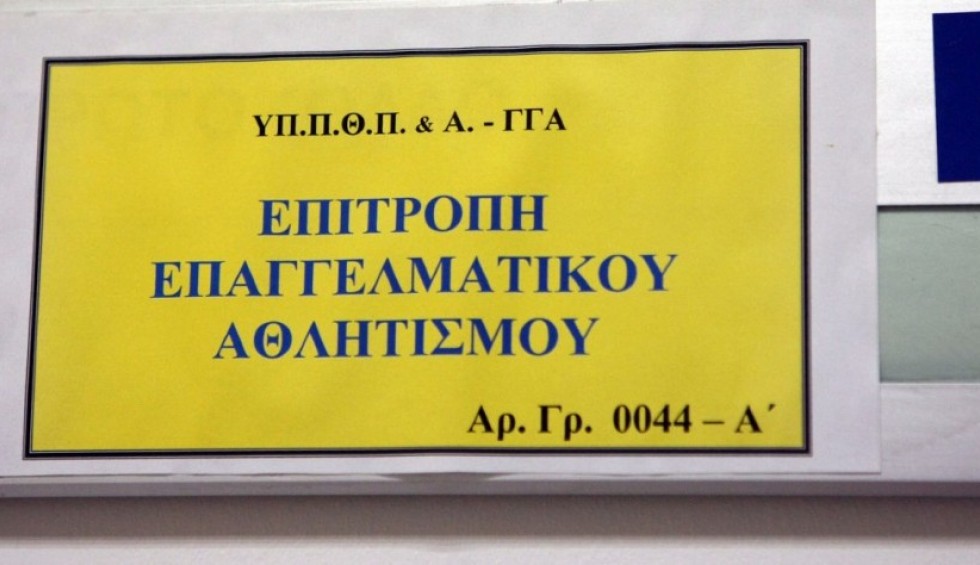 ΥΠ.Π.Θ.Π. & Α. - ΓΓΑ
ΕΠΙΤΡΟΠΗ
ΕΠΑΓΓΕΛΜΑΤΙΚΟΥ
ΑΘΛΗΤΙΣΜΟΥ
Αρ. Γρ. 0044 – Α΄